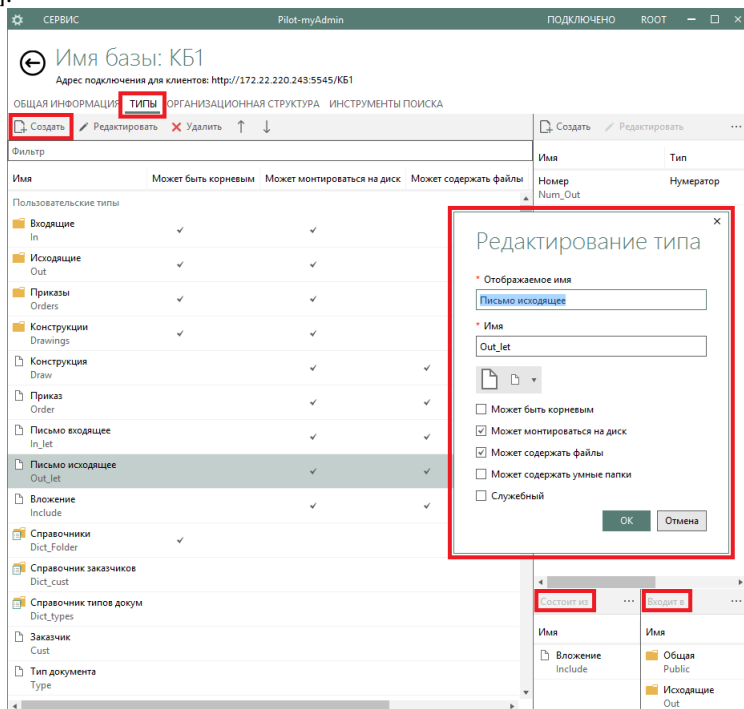 ].
СЕРВИС Pilot-myAdmin ПОДКЛЮЧЕНО ROOT
Имя базы: КБ1
Адрес подключения для клиентов: http://172.22.220.243:5545/КБ1
ОБЩАЯ ИНФОРМАЦИЯ ТИПЫ ОРГАНИЗАЦИОННАЯ СТРУКТУРА ИНСТРУМЕНТЫ ПОИСКА
Создать Редактировать Удалить
Фильтр
Имя Может быть корневым Может монтироваться на диск Может содержать файлы
Пользовательские типы
Входящие
In
Исходящие
Out
Приказы
Orders
Конструкции
Drawings
Конструкция
Draw
Приказ
Order
Письмо входящее
In_let
Письмо исходящее
Out_let
Вложение
Include
Справочники
Dict_Folder
Справочник заказчиков
Dict_cust
Справочник типов докум
Dict_types
Заказчик
Cust
Тип документа
Type
Создать Редактировать ...
Имя Тип
Номер Нумератор
Num_Out
Редактирование типа
* Отображаемое имя
Письмо исходящее
* Имя
Out_let
Может быть корневым
Может монтироваться на диск
Может содержать файлы
Может содержать умные папки
Служебный
ОК Отмена
Состоит из ...
Имя
Вложение
Include
Входит в ...
Имя
Общая
Public
Исходящие
Out